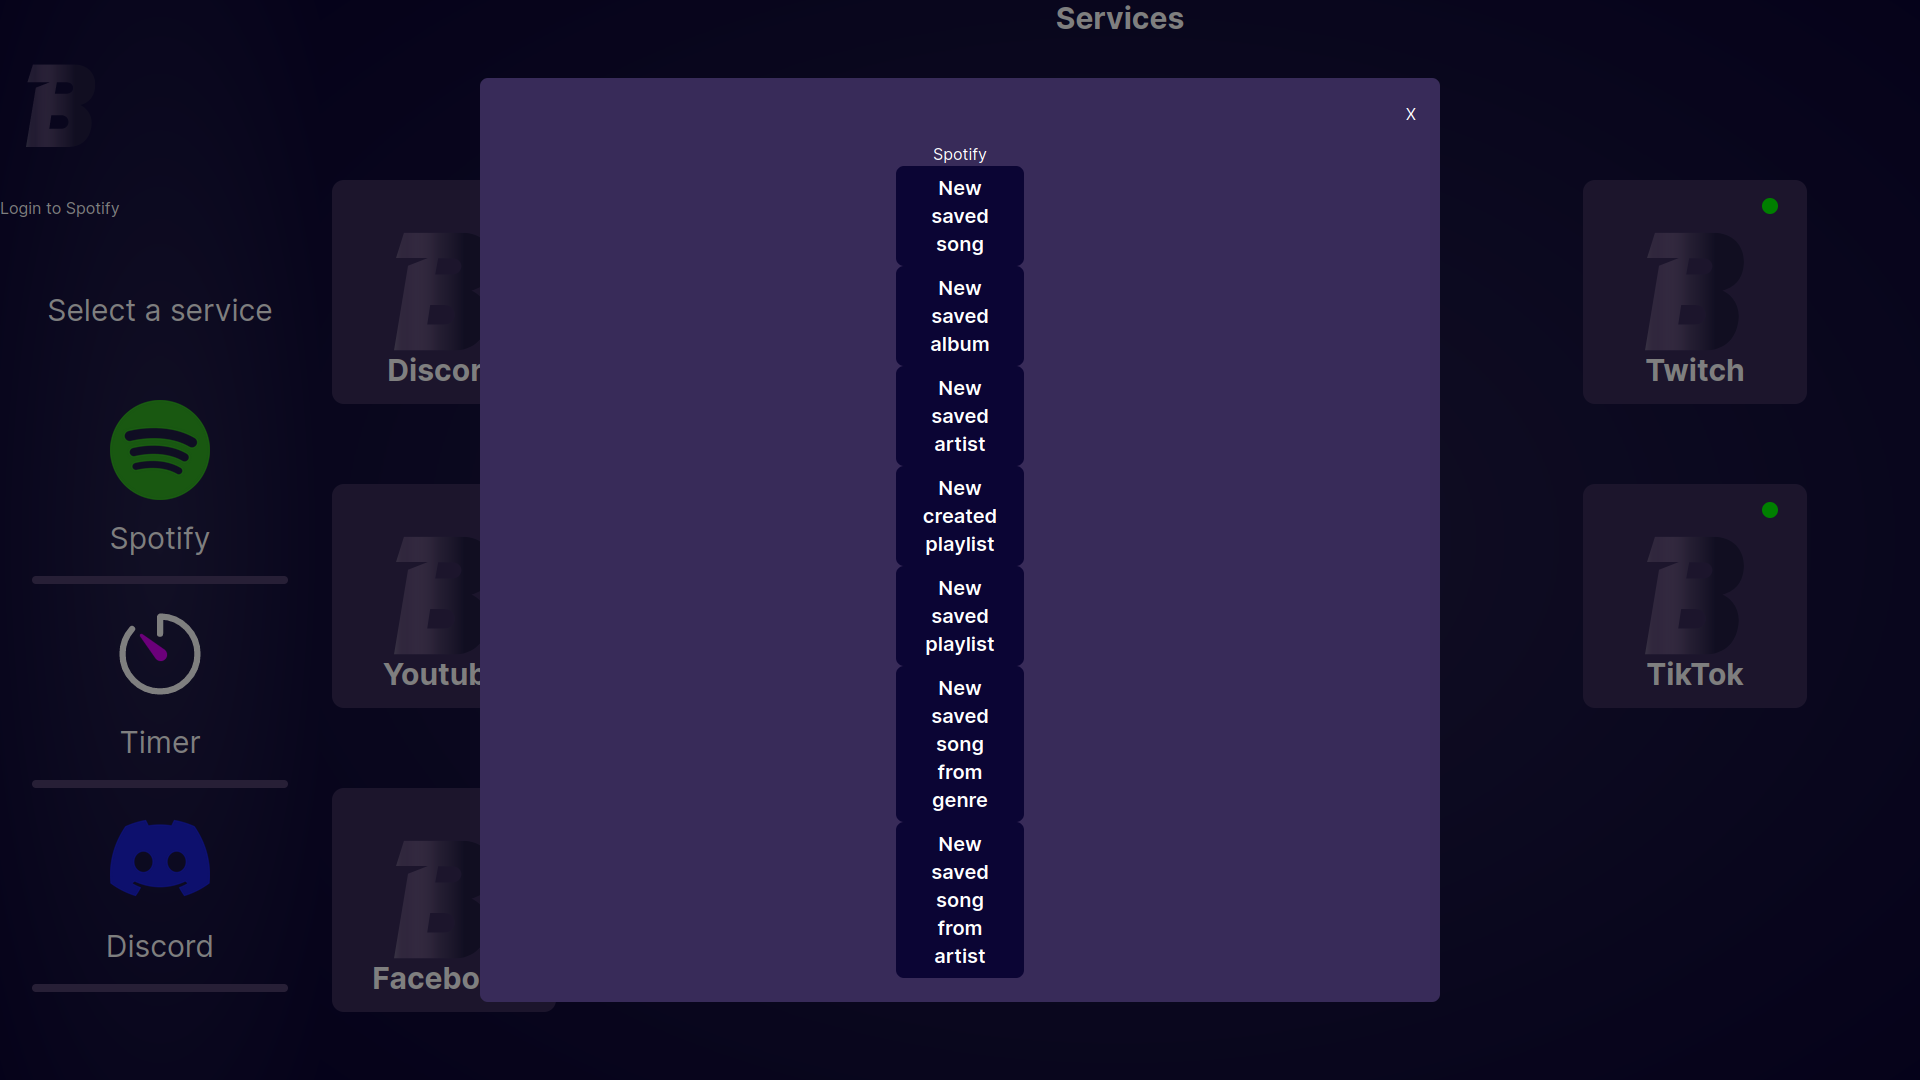 Services
X
Login to Spotify
Select a service
Spotify
Timer
Discord
Spotify
New
saved
song
New
saved
album
New
saved
artist
New
created
playlist
New
saved
playlist
New
saved
song
from
genre
New
saved
song
from
artist
Discor
Twitch
Youtub
TikTok
Facebo